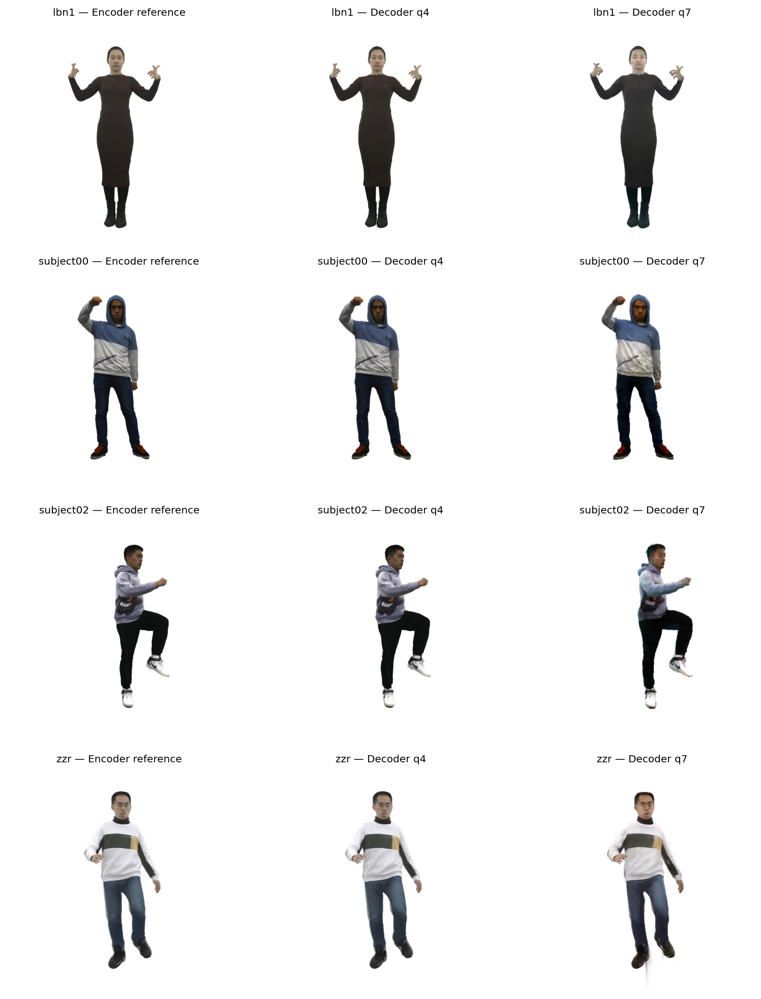 lbn1 — Encoder reference
lbn1 — Decoder q4
lbn1 — Decoder q7
subject00 — Encoder reference
subject00 — Decoder q4
subject00 — Decoder q7
subject02 — Encoder reference
subject02 — Decoder q4
subject02 — Decoder q7
zzr — Encoder reference
zzr — Decoder q4
zzr — Decoder q7